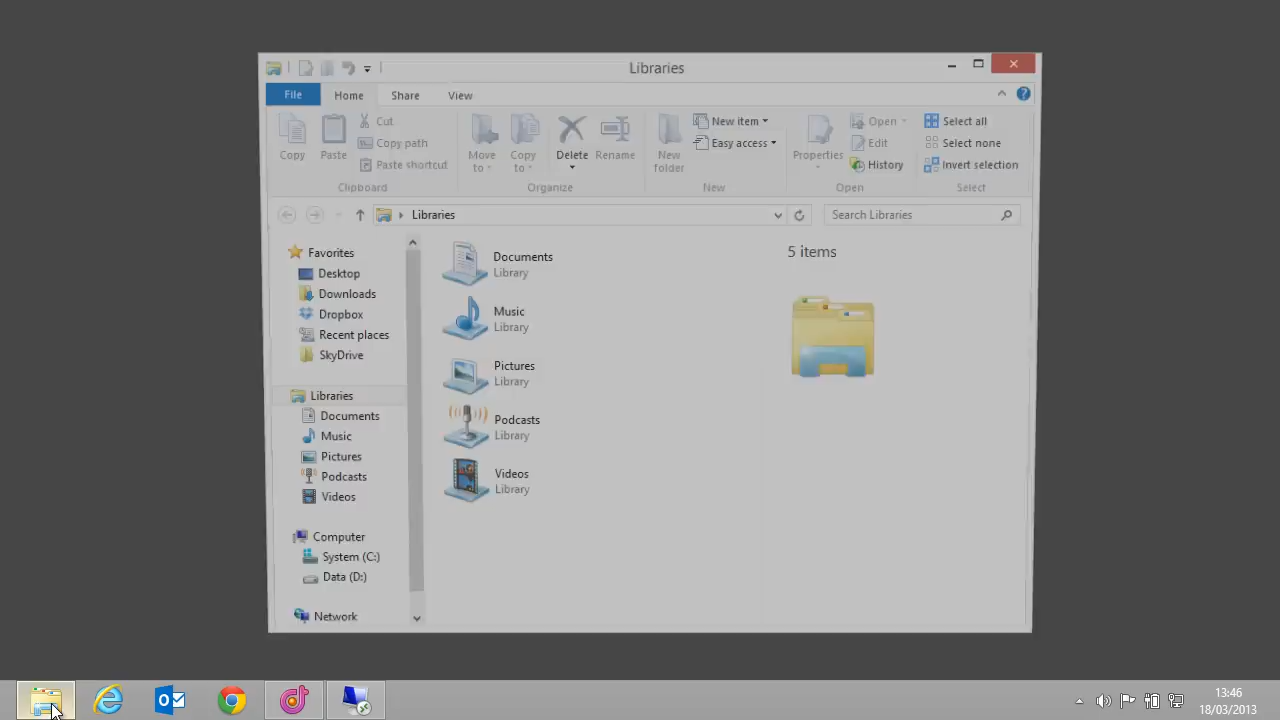 Libraries
File Home Share View
Copy
Paste
Cut
Copy path
Paste shortcut
Clipboard
Move to
Copy to
Delete
Rename
Organize
New folder
New item
Easy access
New
Properties
Open
Edit
History
Open
Select all
Select none
Invert selection
Select
Libraries
Search Libraries
Favorites
Desktop
Downloads
Dropbox
Recent places
SkyDrive
Libraries
Documents
Music
Pictures
Podcasts
Videos
Computer
System (C:)
Data (D:)
Network
Documents
Library
Music
Library
Pictures
Library
Podcasts
Library
Videos
Library
5 items
13:46
18/03/2013